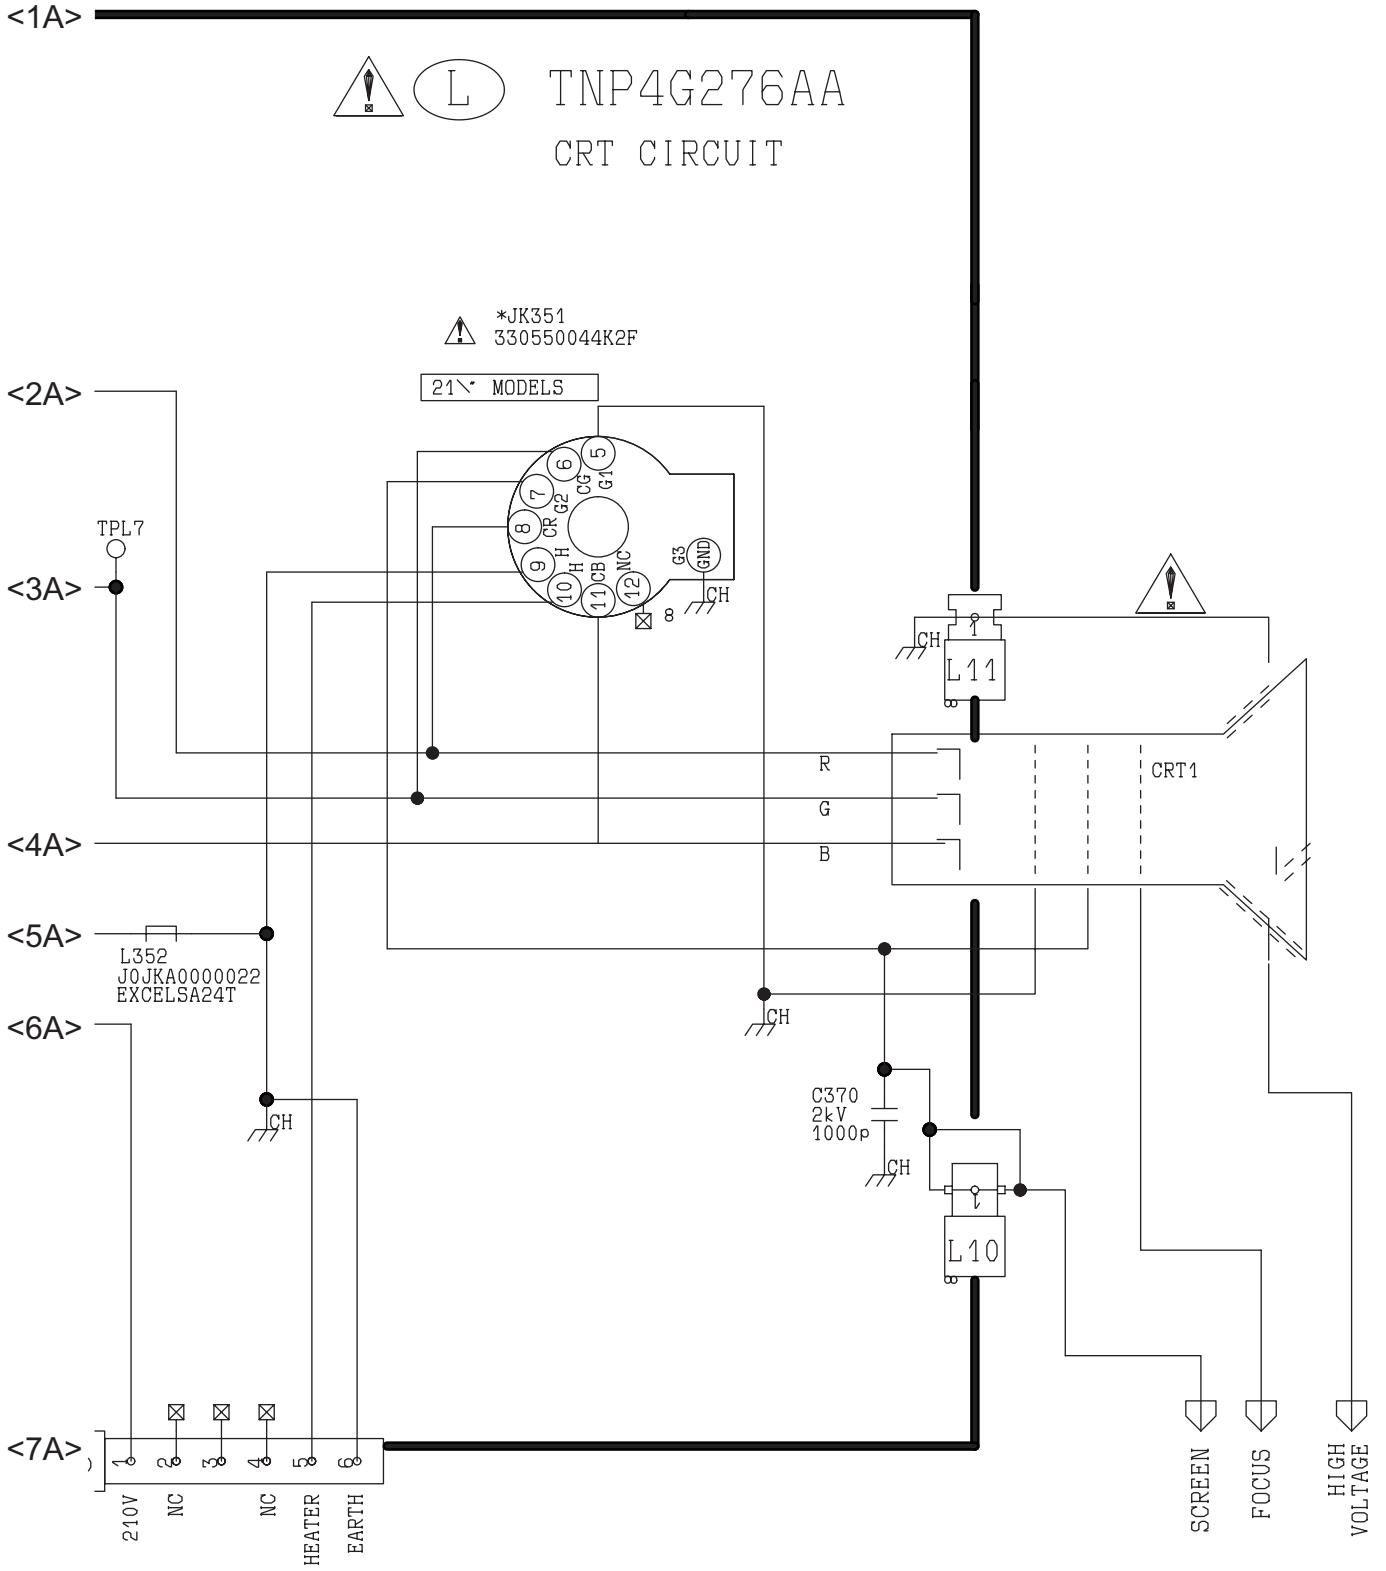 <1A>
L TNP4G276AA
CRT CIRCUIT
*JK351
330550044K2F
<2A>
21" MODELS
5
G1
6
CG
7
G2
8
CR
9
H
10
H
11
CB
12
NC
G3
GND
CH
8
TPL7
<3A>
CH
1
L11
8
CRT1
R
G
<4A>
B
<5A>
L352
J0JKA0000022
EXCELSA24T
<6A>
CH
CH
C370
2kV
1000p
CH
1
L10
8
<7A>
1
2
3
4
5
6
210V
NC
NC
HEATER
EARTH
SCREEN
FOCUS
HIGH
VOLTAGE